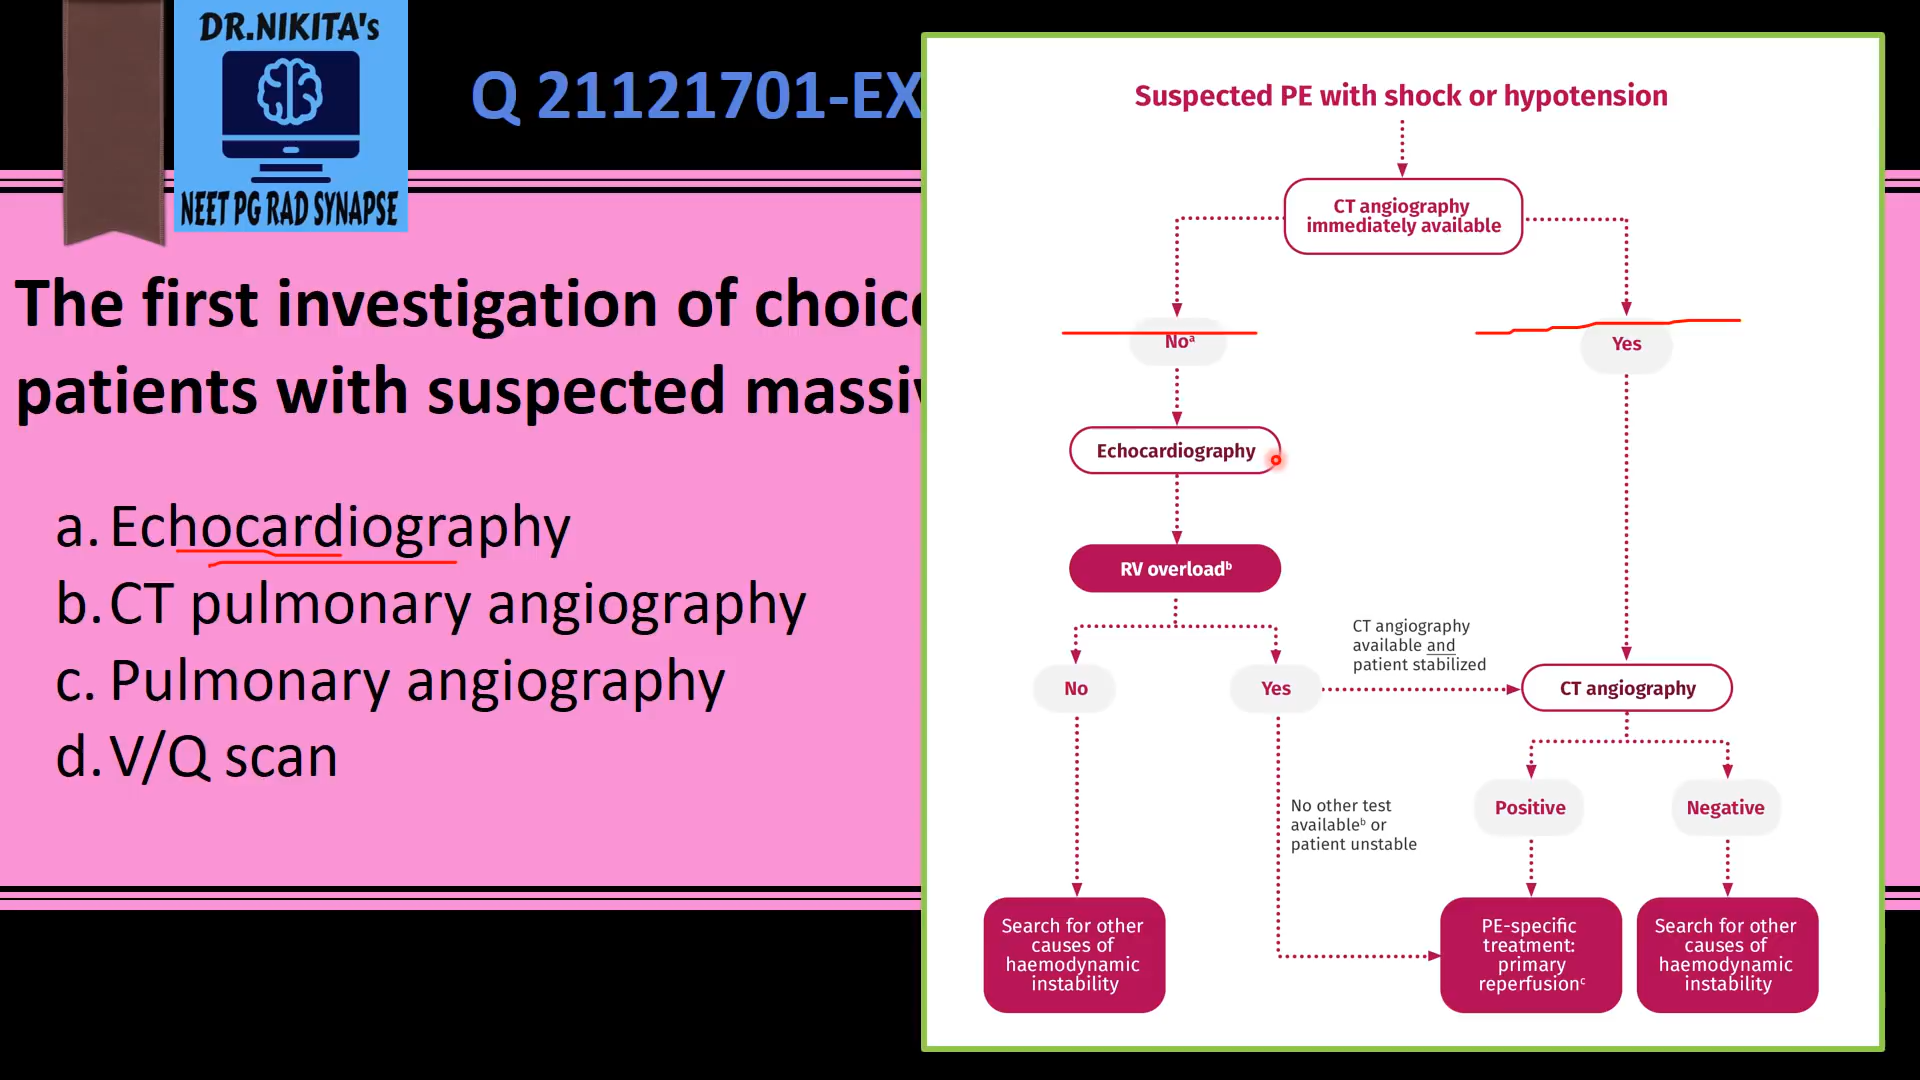 DR.NIKITA's
NEET PG RAD SYNAPSE
Q 21121701-EX
The first investigation of choice
patients with suspected massiv
a. Echocardiography
b. CT pulmonary angiography
c. Pulmonary angiography
d. V/Q scan
Suspected PE with shock or hypotension
CT angiography
immediately available
Noᵃ
Yes
Echocardiography
RV overloadᵇ
No
Yes
CT angiography
available and
patient stabilized
CT angiography
No other test
availableᵇ or
patient unstable
Positive
Negative
Search for other
causes of
haemodynamic
instability
PE-specific
treatment:
primary
reperfusionᶜ
Search for other
causes of
haemodynamic
instability